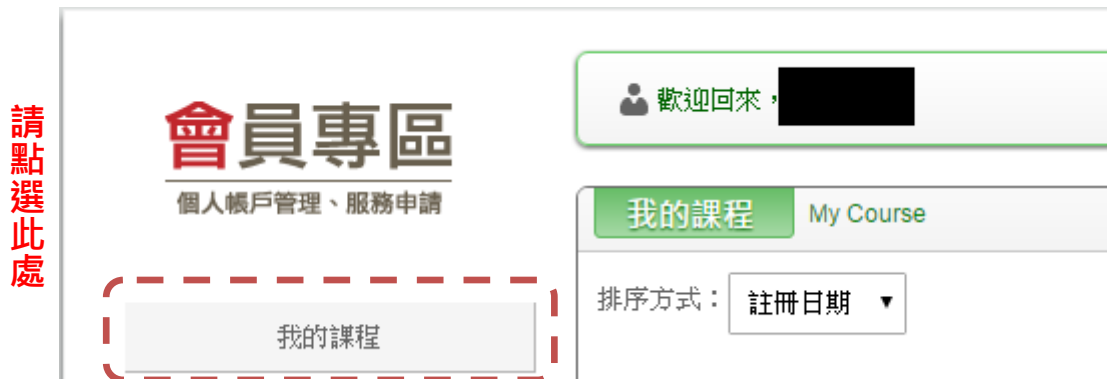 請點選此處
會員專區
個人帳戶管理、服務申請
我的課程
歡迎回來，
我的課程 My Course
排序方式： 註冊日期 ▼